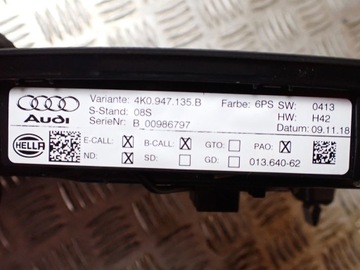 Variante: 4K0.947.135.B Farbe: 6PS SW: 0413
S-Stand: 08S HW: H42
SerieNr: B 00986797 Datum: 09.11.18
Audi
HELLA
E-CALL: X B-CALL: X GTO: PAO: X
ND: X SD: GD: 013.640-62